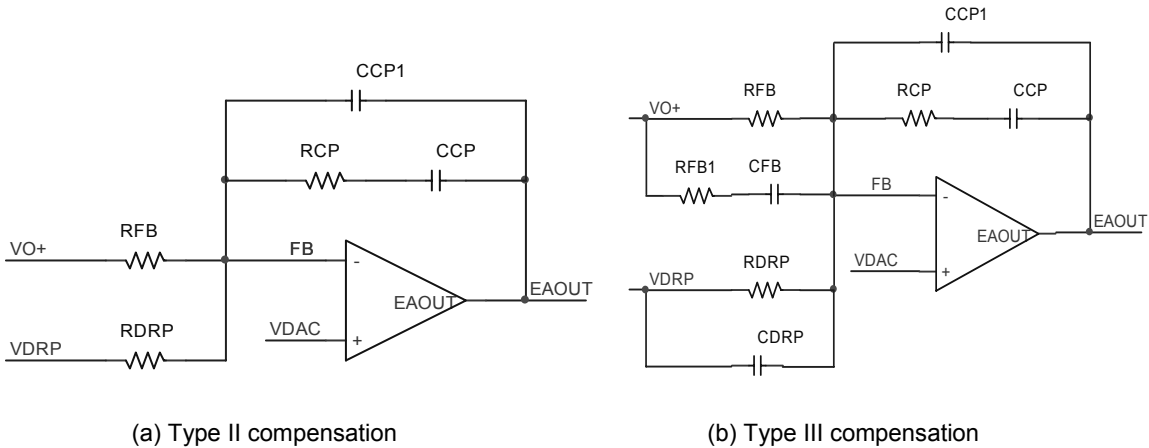 CCP1
RCP
CCP
RFB
VO+
FB
-
EAOUT
EAOUT
RDRP
VDAC
+
VDRP
(a) Type II compensation
CCP1
RFB
RCP
CCP
VO+
RFB1
CFB
FB
-
EAOUT
EAOUT
RDRP
VDAC
+
VDRP
CDRP
(b) Type III compensation